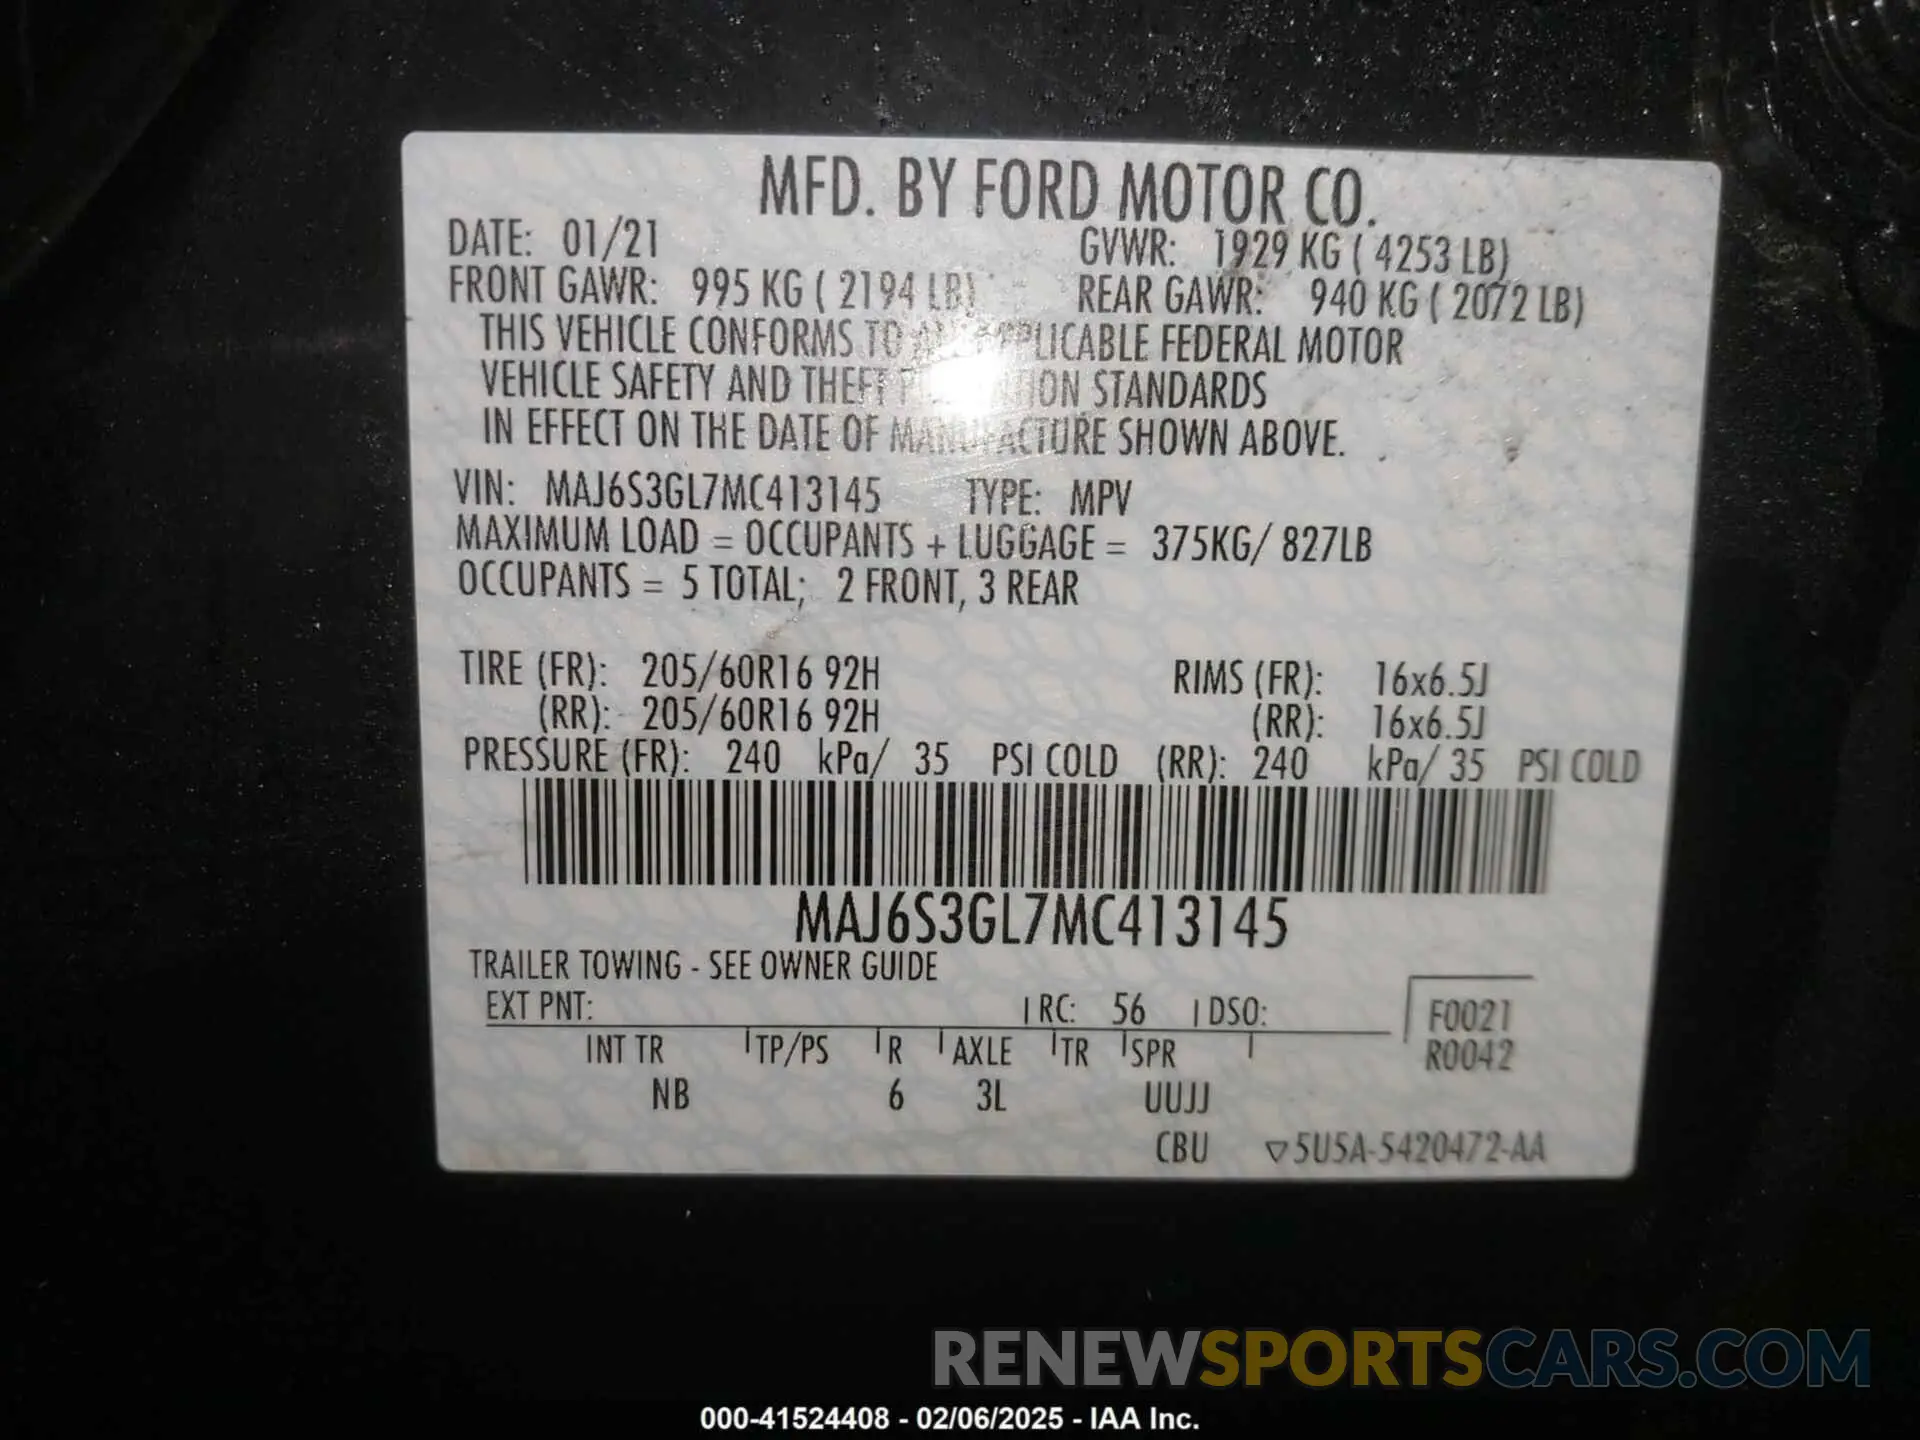 MFD. BY FORD MOTOR CO.
DATE: 01/21 GVWR: 1929 KG ( 4253 LB)
FRONT GAWR: 995 KG ( 2194 LB) REAR GAWR: 940 KG ( 2072 LB)
THIS VEHICLE CONFORMS TO ALL APPLICABLE FEDERAL MOTOR
VEHICLE SAFETY AND THEFT PREVENTION STANDARDS
IN EFFECT ON THE DATE OF MANUFACTURE SHOWN ABOVE.
VIN: MAJ6S3GL7MC413145 TYPE: MPV
MAXIMUM LOAD = OCCUPANTS + LUGGAGE = 375KG/ 827LB
OCCUPANTS = 5 TOTAL; 2 FRONT, 3 REAR
TIRE (FR): 205/60R16 92H RIMS (FR): 16x6.5J
(RR): 205/60R16 92H (RR): 16x6.5J
PRESSURE (FR): 240 kPa/ 35 PSI COLD (RR): 240 kPa/ 35 PSI COLD
MAJ6S3GL7MC413145
TRAILER TOWING - SEE OWNER GUIDE
EXT PNT: RC: 56 DSO: F0021
INT TR TP/PS R AXLE TR SPR R0042
NB 6 3L UUJJ
CBU ▽5U5A-5420472-AA
RENEWSPORTSCARS.COM
000-41524408 - 02/06/2025 - IAA Inc.